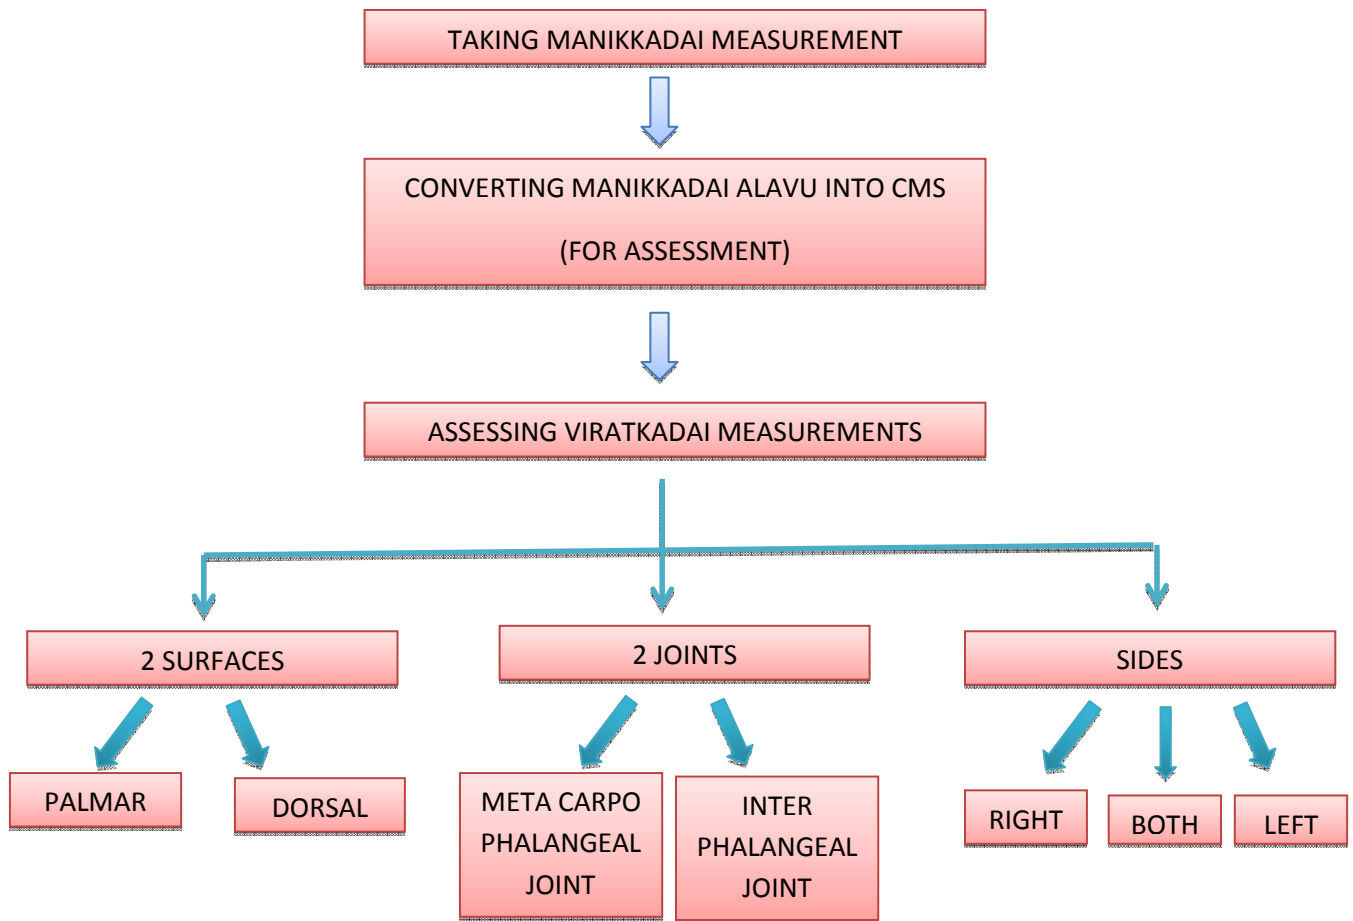 TAKING MANIKKADAI MEASUREMENT
CONVERTING MANIKKADAI ALAVU INTO CMS
(FOR ASSESSMENT)
ASSESSING VIRATKADAI MEASUREMENTS
2 SURFACES
2 JOINTS
SIDES
PALMAR
DORSAL
META CARPO
PHALANGEAL
JOINT
INTER
PHALANGEAL
JOINT
RIGHT
BOTH
LEFT